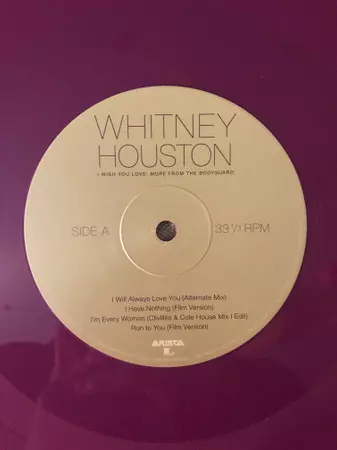 WHITNEY
HOUSTON
I WISH YOU LOVE: MORE FROM THE BODYGUARD
SIDE A
33 1/3 RPM
I Will Always Love You (Alternate Mix)
I Have Nothing (Film Version)
I'm Every Woman (Clivillés & Cole House Mix I Edit)
Run to You (Film Version)
ARISTA